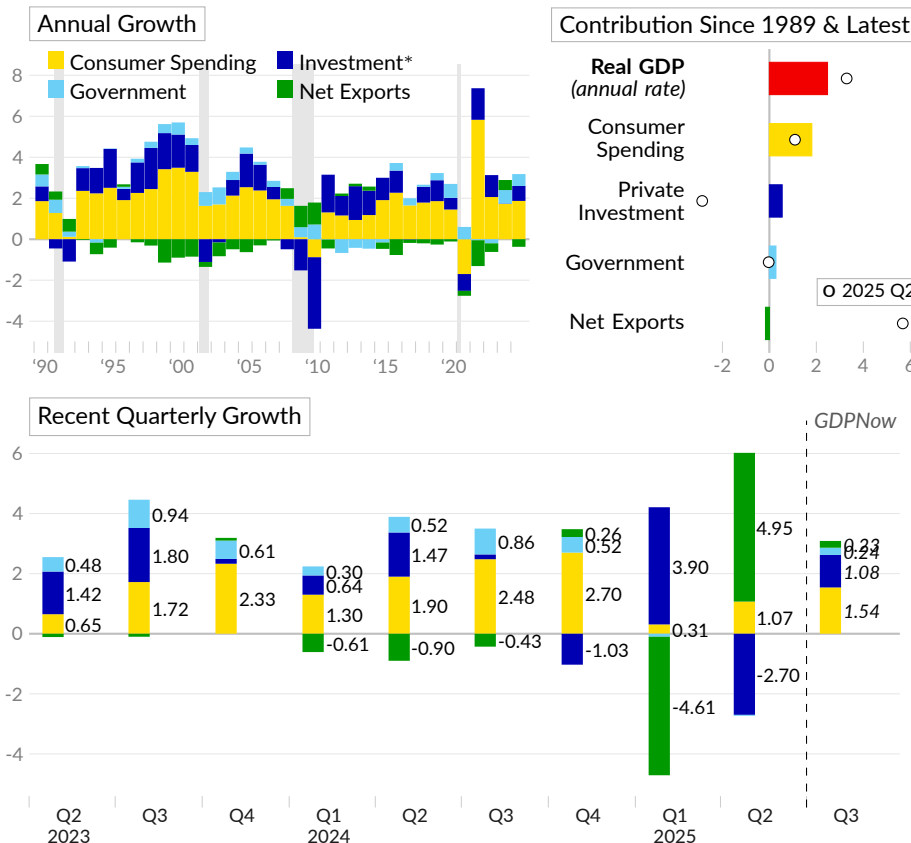 Annual Growth
Consumer Spending
Investment*
Government
Net Exports
8
6
4
2
0
-2
-4
'90
'95
'00
'05
'10
'15
'20
Contribution Since 1989 & Latest
Real GDP
(annual rate)
Consumer
Spending
Private
Investment
Government
Net Exports
2025 Q2
-2
0
2
4
6
Recent Quarterly Growth
GDPNow
6
4
2
0
-2
-4
0.48
1.42
0.65
0.94
1.80
1.72
0.61
2.33
0.30
0.64
1.30
-0.61
0.52
1.47
1.90
-0.90
0.86
2.48
-0.43
0.26
0.52
2.70
-1.03
3.90
0.31
-4.61
4.95
1.07
-2.70
0.23
0.24
1.08
1.54
Q2
2023
Q3
Q4
Q1
2024
Q2
Q3
Q4
Q1
2025
Q2
Q3